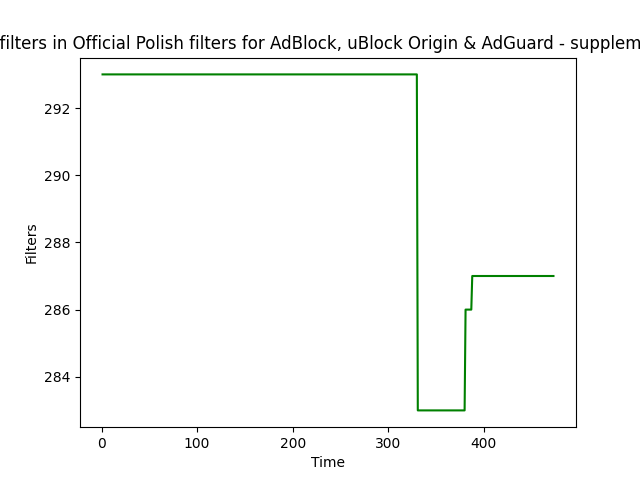 filters in Official Polish filters for AdBlock, uBlock Origin & AdGuard - supplem
292
290
288
286
284
Filters
0 100 200 300 400
Time